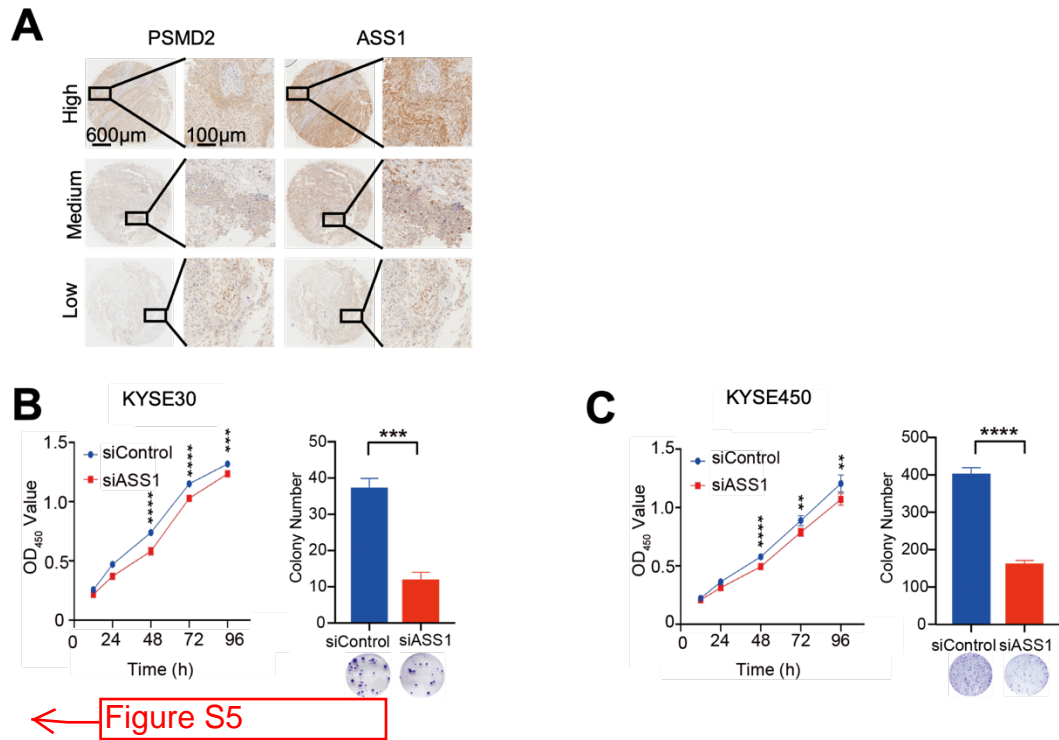 A
PSMD2 ASS1
High
600μm 100μm
Medium
Low
B
KYSE30
siControl
siASS1
OD450 Value
1.5
1.0
0.5
0
0 24 48 72 96
Time (h)
****
****
***
***
Colony Number
50
40
30
20
10
0
siControl siASS1
C
KYSE450
siControl
siASS1
OD450 Value
1.5
1.0
0.5
0
0 24 48 72 96
Time (h)
****
**
**
****
Colony Number
500
400
300
200
100
0
siControl siASS1
Figure S5